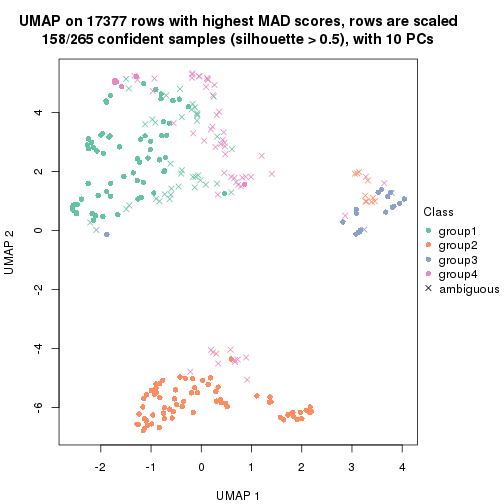 UMAP on 17377 rows with highest MAD scores, rows are scaled
158/265 confident samples (silhouette > 0.5), with 10 PCs
4
2
0
-2
-4
-6
UMAP 2
-2
-1
0
1
2
3
4
UMAP 1
Class
group1
group2
group3
group4
ambiguous